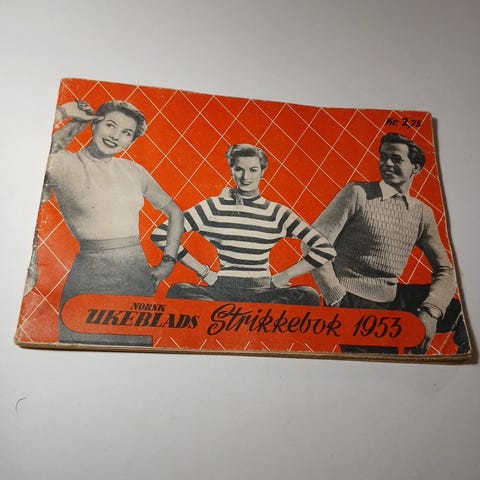 Kr. 2,75
NORSK
UKEBLADS Strikkebok 1953